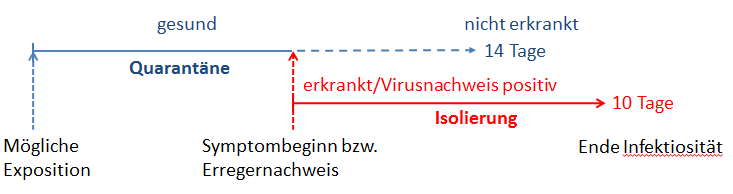 gesund
nicht erkrankt
14 Tage
Quarantäne
erkrankt/Virusnachweis positiv
10 Tage
Isolierung
Mögliche
Exposition
Symptombeginn bzw.
Erregernachweis
Ende Infektiosität